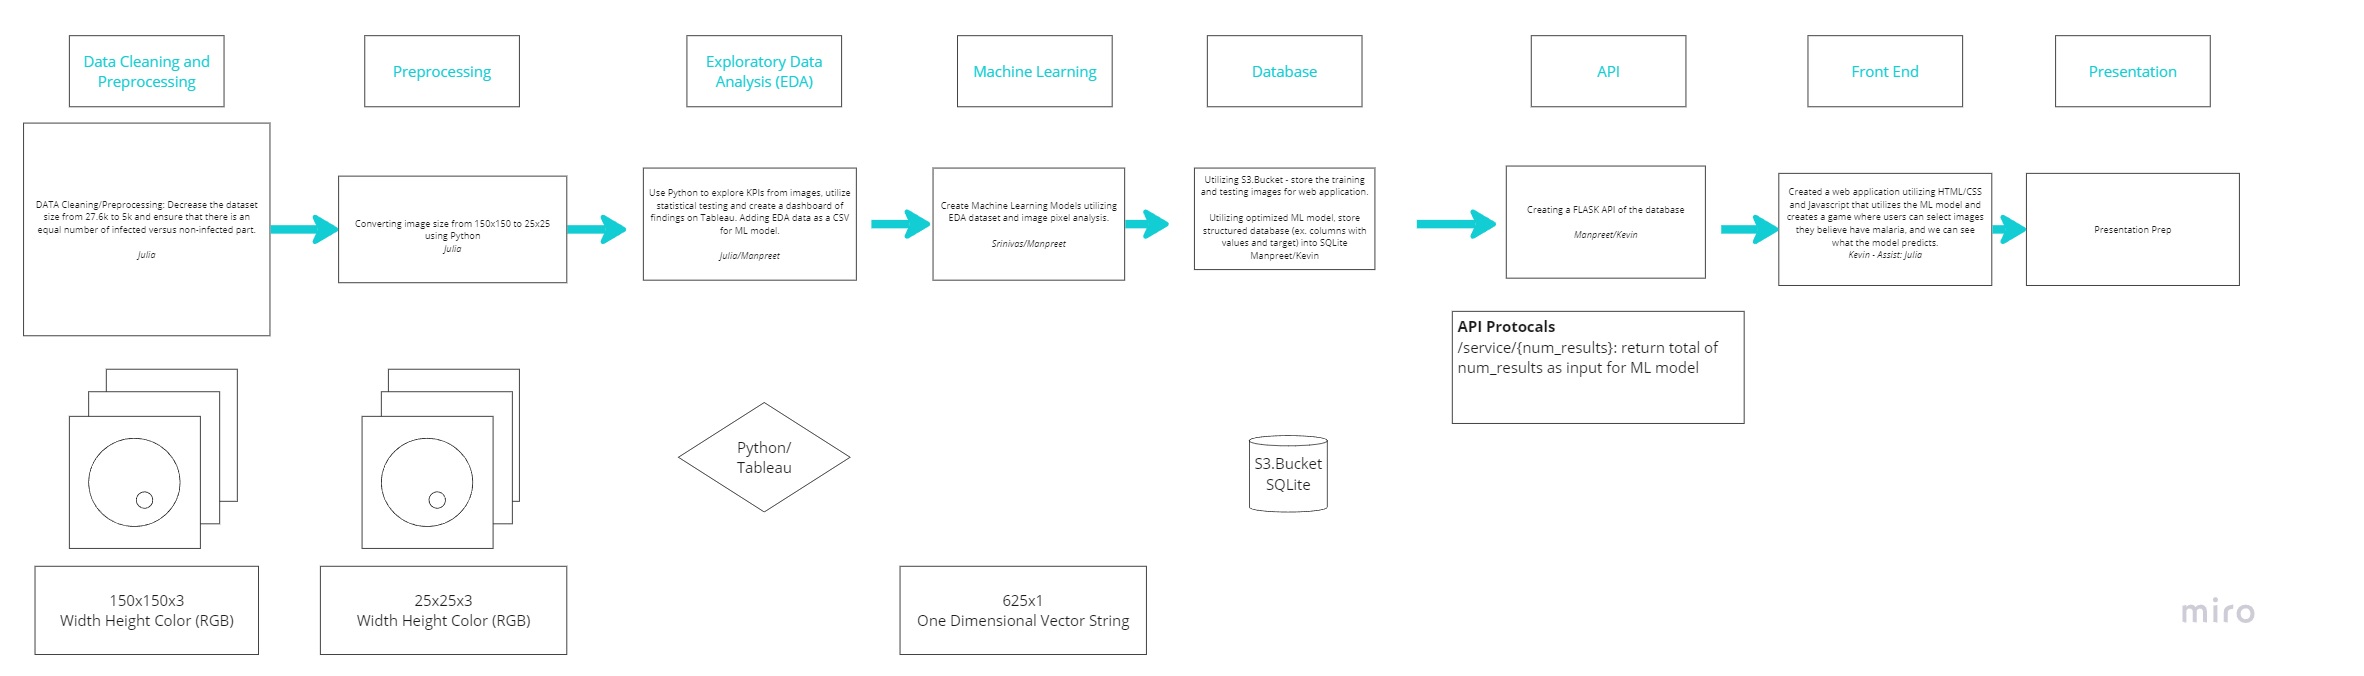 Data Cleaning and
Preprocessing
Preprocessing
Exploratory Data
Analysis (EDA)
Machine Learning
Database
API
Front End
Presentation
DATA Cleaning/Preprocessing: Decrease the dataset
size from 27.6k to 5k and ensure that there is an
equal number of infected versus non-infected part.
Julia
Converting image size from 150x150 to 25x25
using Python
Julia
Use Python to explore KPIs from images, utilize
statistical testing and create a dashboard of
findings on Tableau. Adding EDA data as a CSV
for ML model.
Julia/Manpreet
Create Machine Learning Models utilizing
EDA dataset and image pixel analysis.
Srinivas/Manpreet
Utilizing S3.Bucket - store the training
and testing images for web application.
Utilizing optimized ML model, store
structured database (ex. columns with
values and target) into SQLite
Manpreet/Kevin
Creating a FLASK API of the database
Manpreet/Kevin
Created a web application utilizing HTML/CSS
and Javascript that utilizes the ML model and
creates a game where users can select images
they believe have malaria, and we can see
what the model predicts.
Kevin - Assist: Julia
Presentation Prep
API Protocals
/service/{num_results}: return total of
num_results as input for ML model
Python/
Tableau
S3.Bucket
SQLite
150x150x3
Width Height Color (RGB)
25x25x3
Width Height Color (RGB)
625x1
One Dimensional Vector String
miro